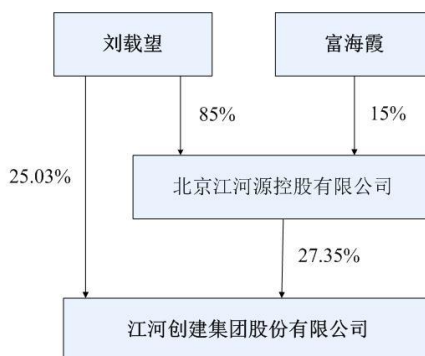 刘载望
富海霞
85%
15%
25.03%
北京江河源控股有限公司
27.35%
江河创建集团股份有限公司